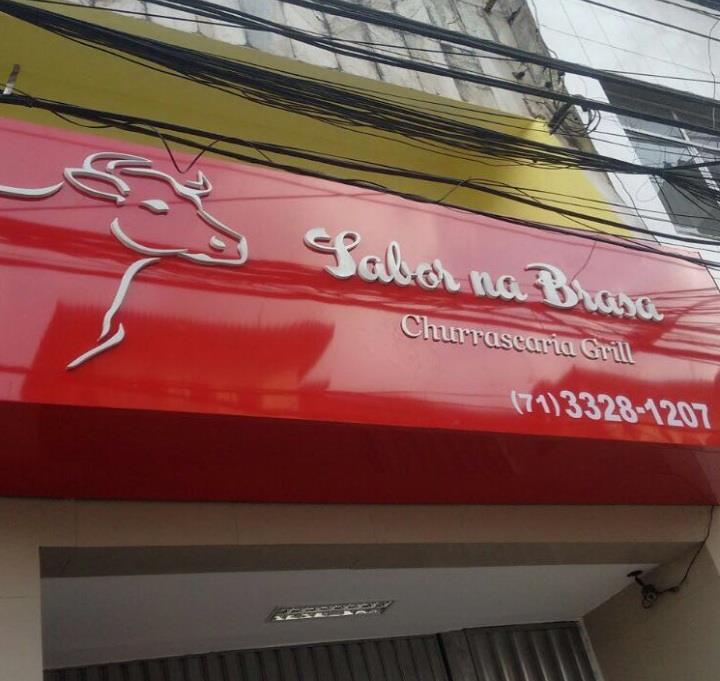 Sabor na Brasa
Churrascaria Grill
(71) 3328-1207